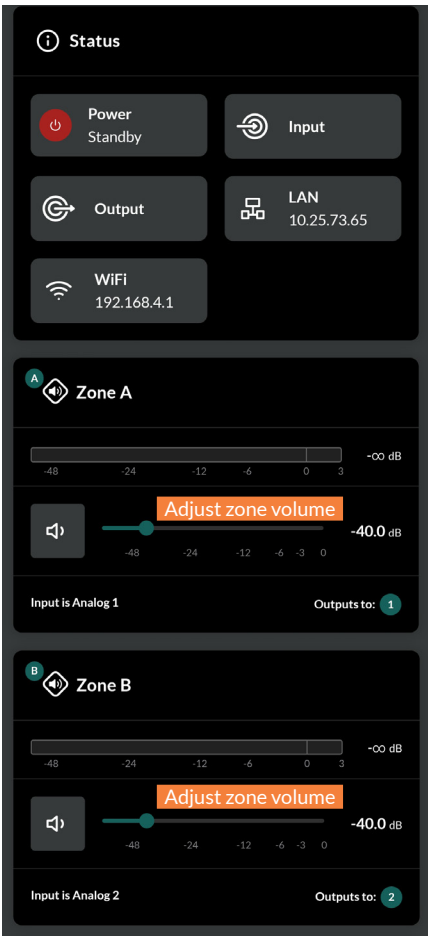 Status
Power
Standby
Input
Output
LAN
10.25.73.65
WiFi
192.168.4.1
A
Zone A
-∞ dB
-48 -24 -12 -6 0 3
Adjust zone volume
-40.0 dB
-48 -24 -12 -6 -3 0
Input is Analog 1 Outputs to: 1
B
Zone B
-∞ dB
-48 -24 -12 -6 0 3
Adjust zone volume
-40.0 dB
-48 -24 -12 -6 -3 0
Input is Analog 2 Outputs to: 2